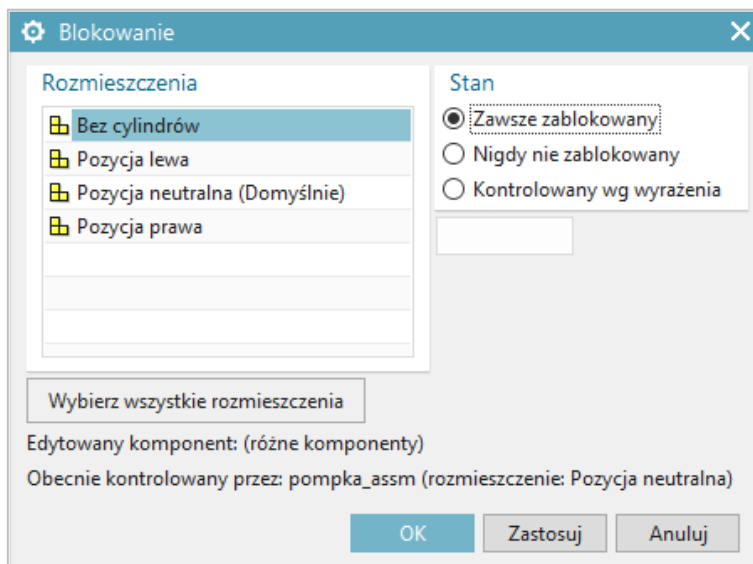 Blokowanie
Rozmieszczenia
Bez cylindrów
Pozycja lewa
Pozycja neutralna (Domyślnie)
Pozycja prawa
Stan
Zawsze zablokowany
Nigdy nie zablokowany
Kontrolowany wg wyrażenia
Wybierz wszystkie rozmieszczenia
Edytowany komponent: (różne komponenty)
Obecnie kontrolowany przez: pompka_assm (rozmieszczenie: Pozycja neutralna)
OK Zastosuj Anuluj